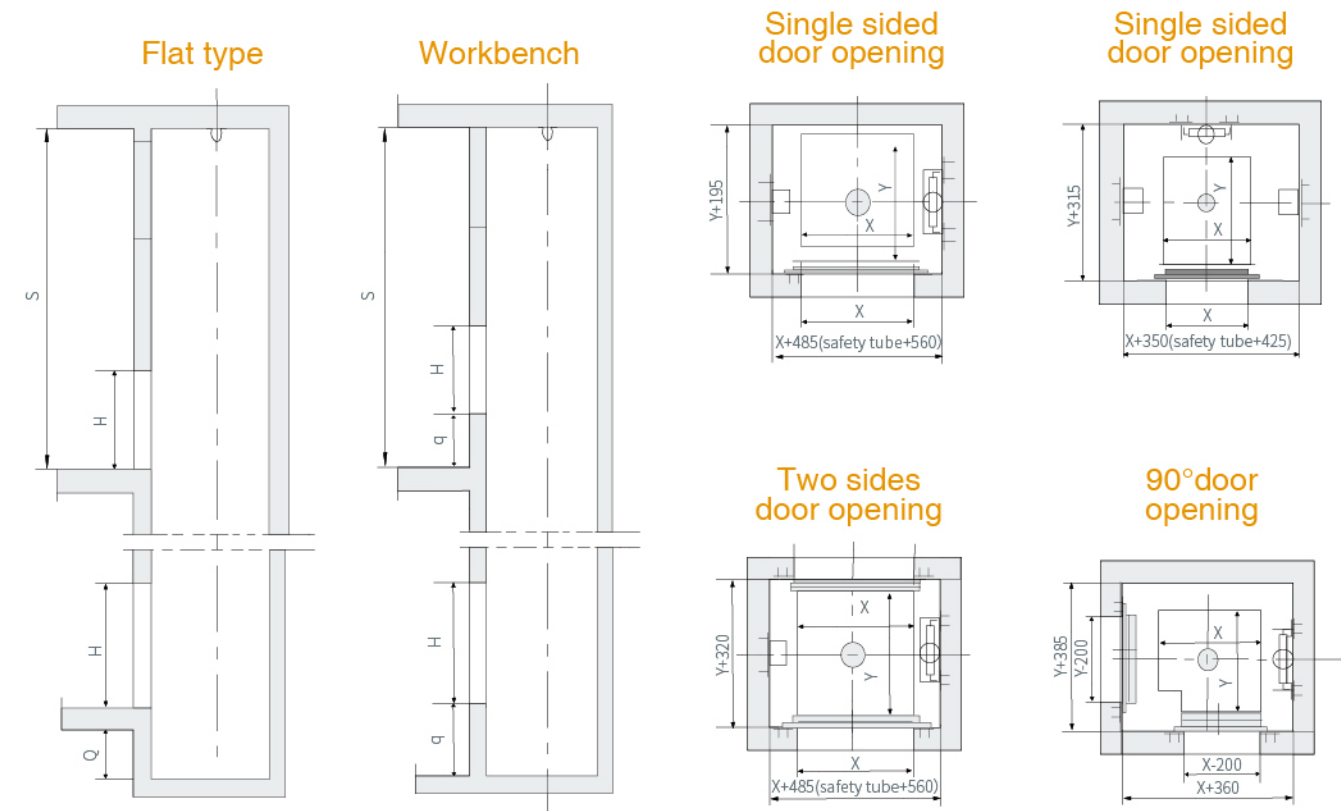 Flat type
S
H
H
Q
Workbench
S
H
q
H
q
Single sided
door opening
Y+195
Y
X
X
X+485(safety tube+560)
Single sided
door opening
Y+315
Y
X
X
X+350(safety tube+425)
Two sides
door opening
Y+320
X
Y
X
X+485(safety tube+560)
90°door
opening
Y+385
Y-200
X
Y
X-200
X+360